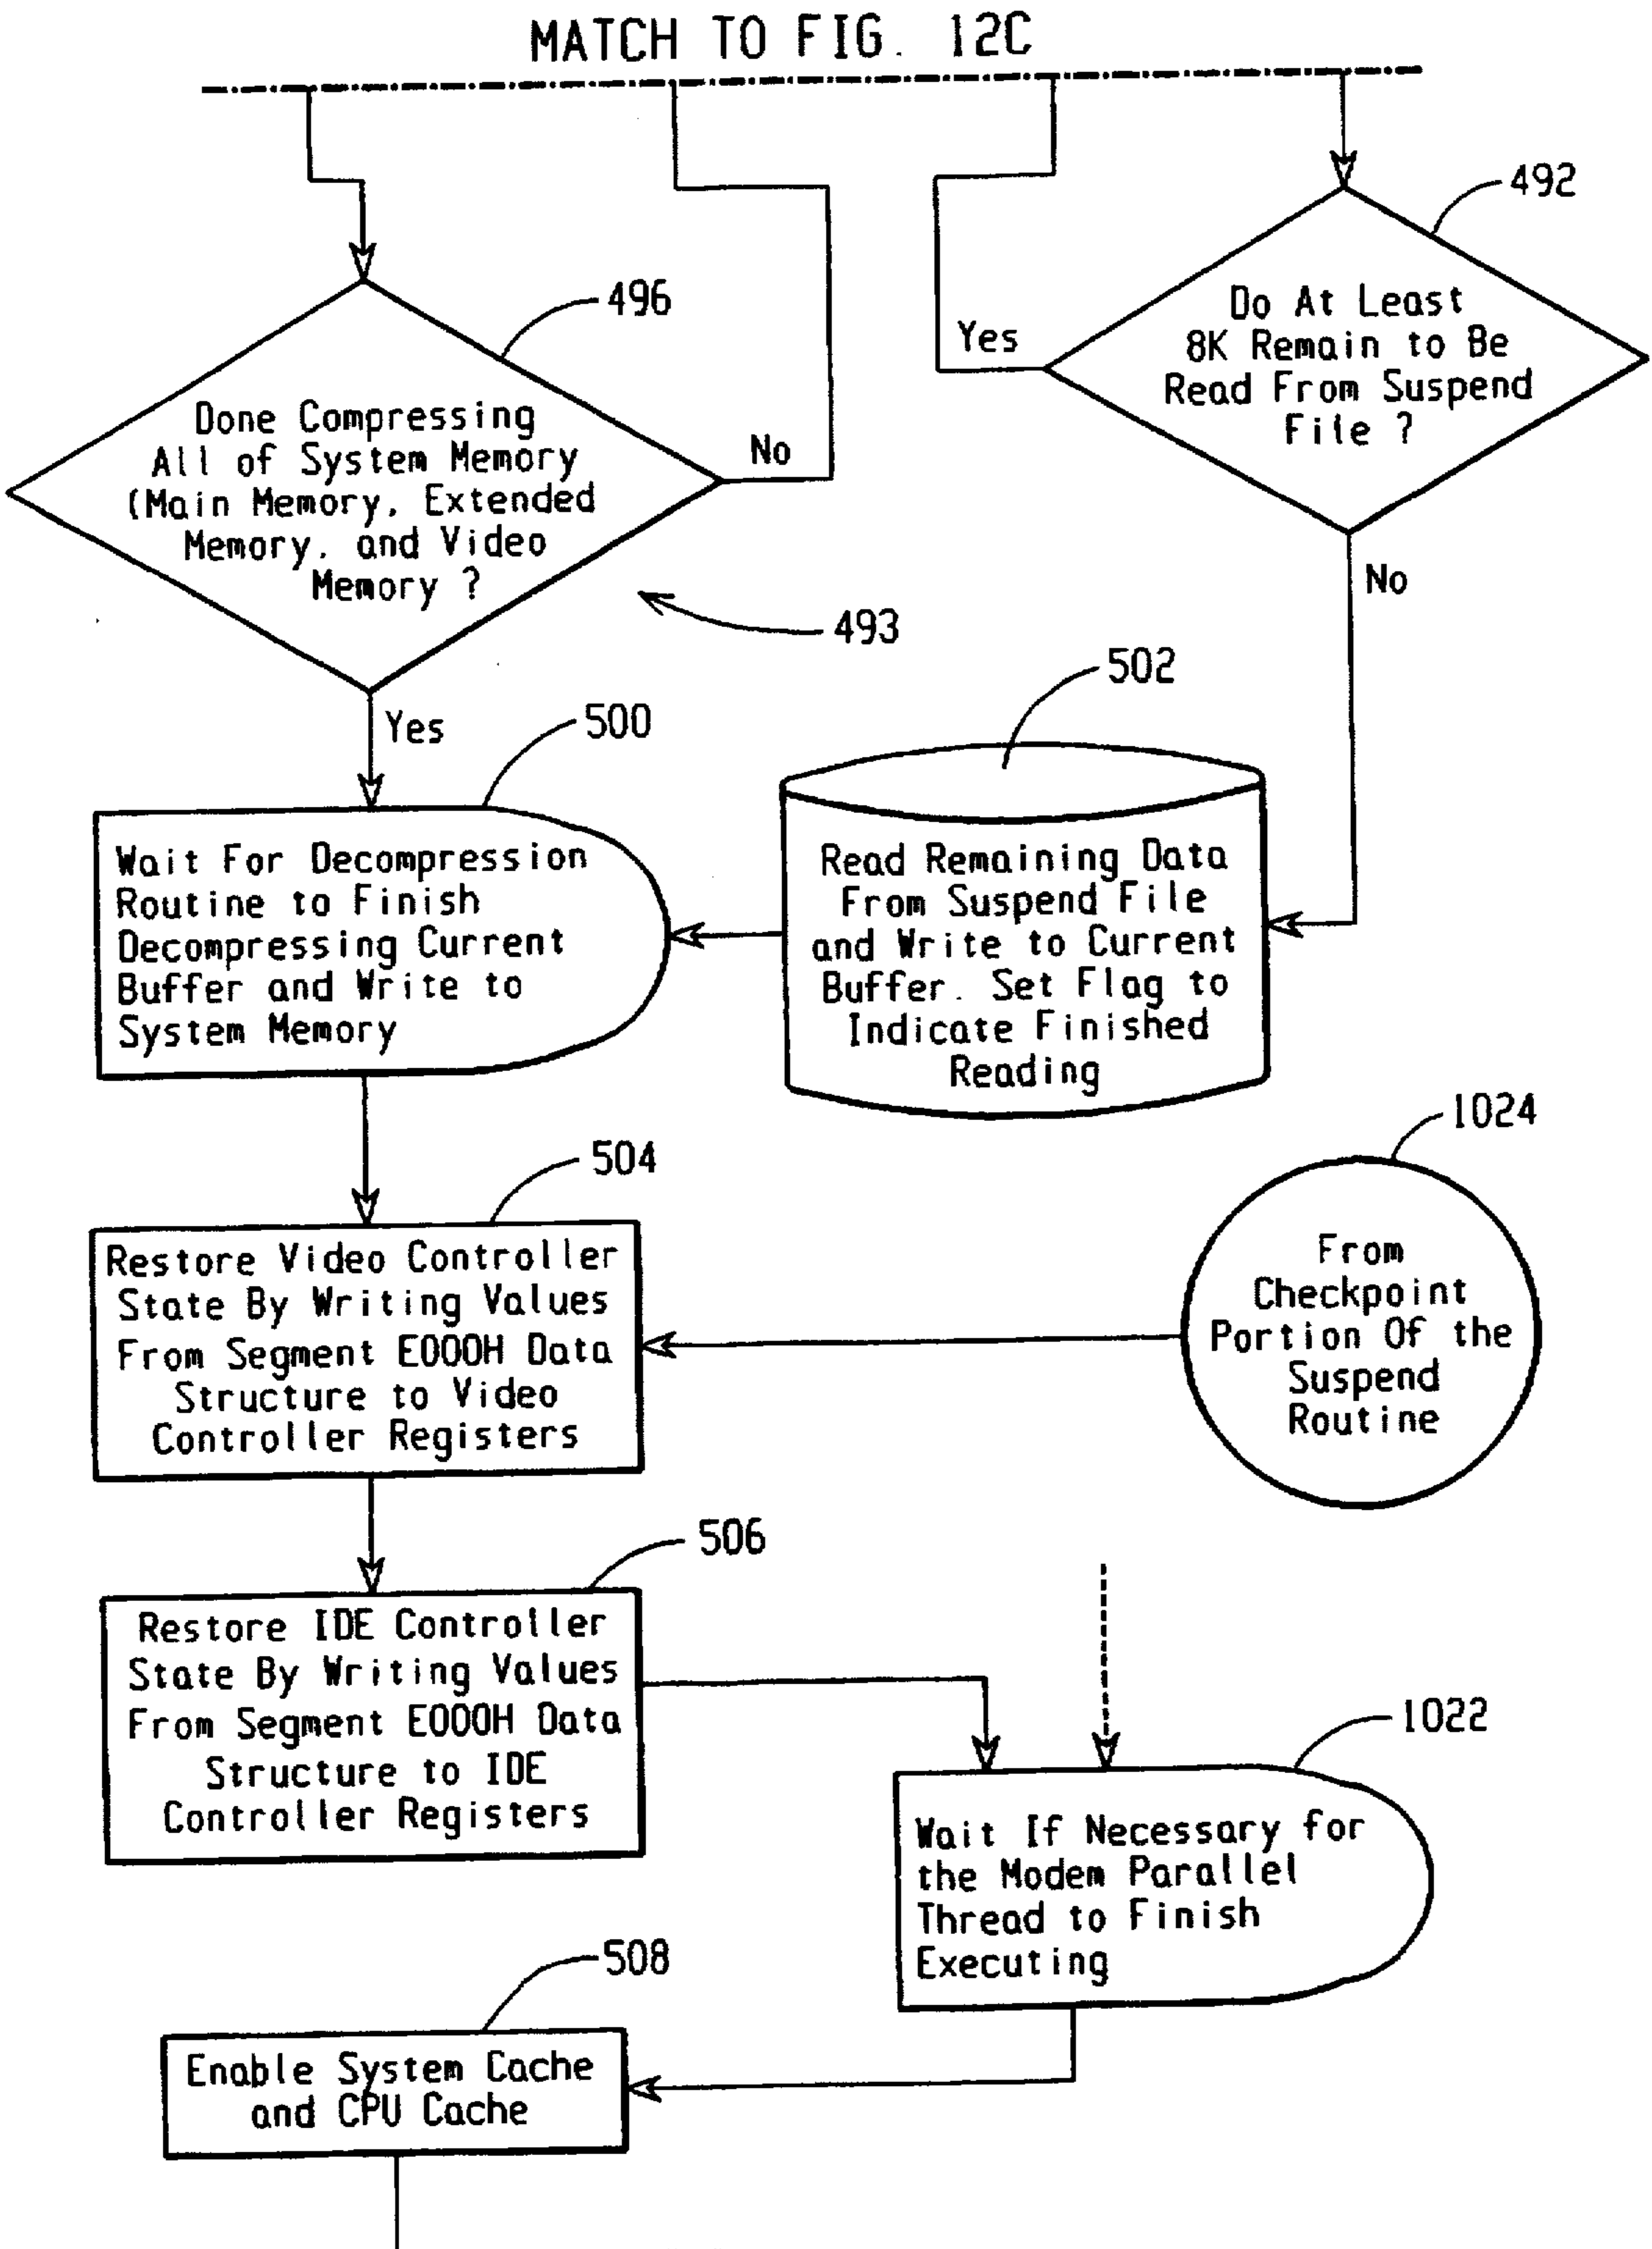 MATCH TO FIG. 12C
492
Do At Least
8K Remain to Be
Read From Suspend
File ?
Yes
No
496
Done Compressing
All of System Memory
(Main Memory, Extended
Memory, and Video
Memory ?
No
493
Yes
500
Wait For Decompression
Routine to Finish
Decompressing Current
Buffer and Write to
System Memory
502
Read Remaining Data
From Suspend File
and Write to Current
Buffer. Set Flag to
Indicate Finished
Reading
504
Restore Video Controller
State By Writing Values
From Segment E000H Data
Structure to Video
Controller Registers
1024
From
Checkpoint
Portion Of the
Suspend
Routine
506
Restore IDE Controller
State By Writing Values
From Segment E000H Data
Structure to IDE
Controller Registers
1022
Wait If Necessary for
the Modem Parallel
Thread to Finish
Executing
508
Enable System Cache
and CPU Cache